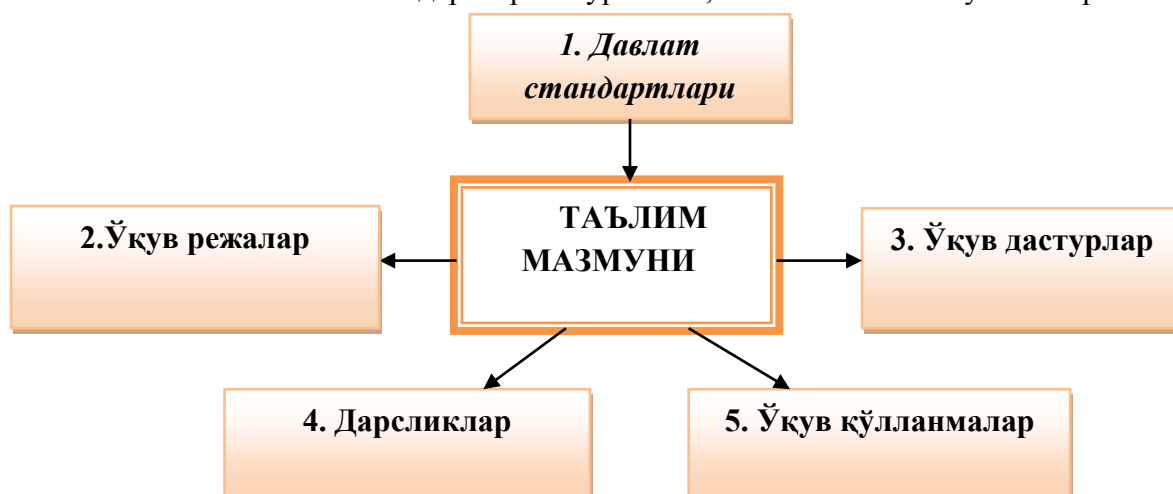 1. Давлат
стандартлари
ТАЪЛИМ
МАЗМУНИ
2.Ўқув режалар
3. Ўқув дастурлар
4. Дарсликлар
5. Ўқув қўлланмалар